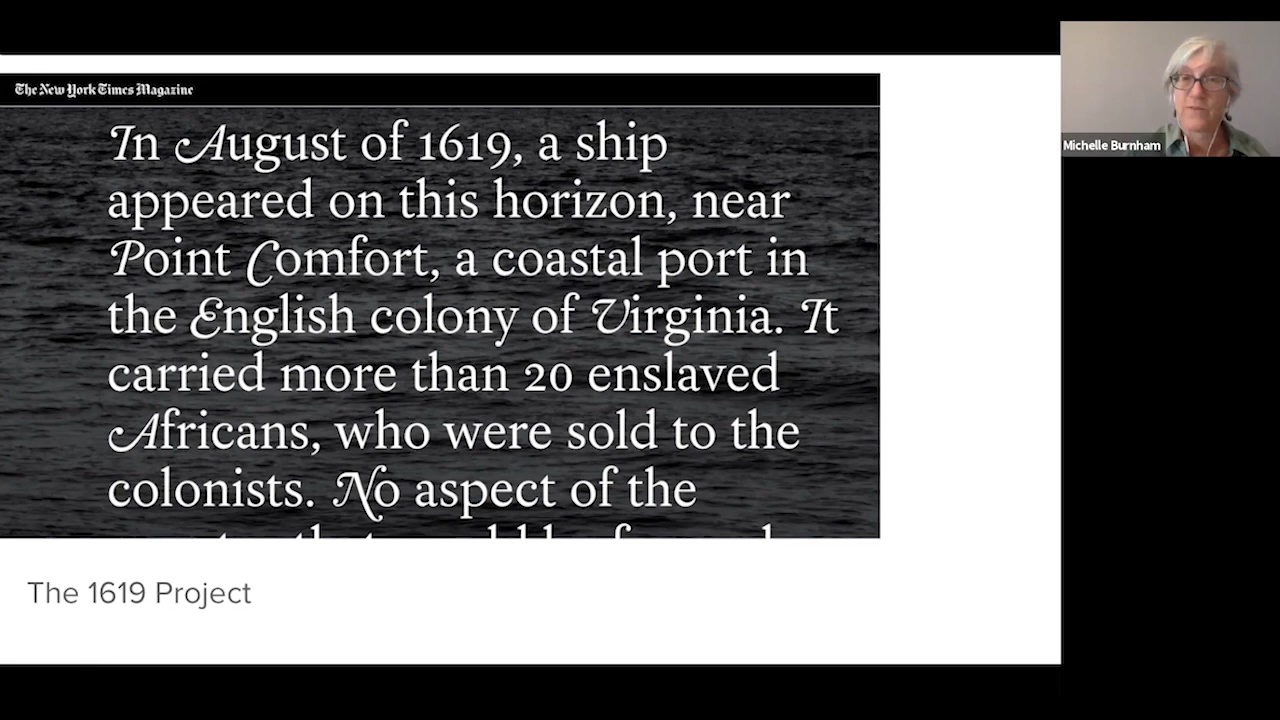 The New York Times Magazine
In August of 1619, a ship
appeared on this horizon, near
Point Comfort, a coastal port in
the English colony of Virginia. It
carried more than 20 enslaved
Africans, who were sold to the
colonists. No aspect of the
The 1619 Project
Michelle Burnham